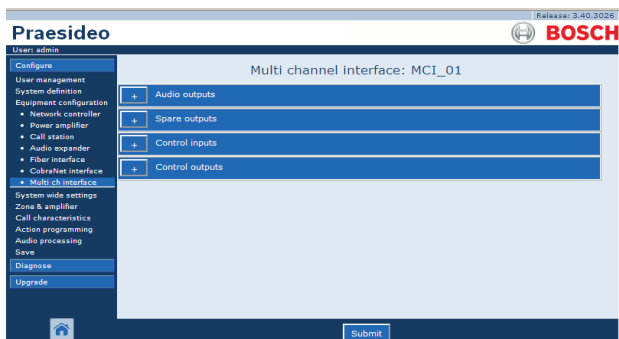 Release: 3.40.3026
Praesideo
BOSCH
User: admin
Configure
User management
System definition
Equipment configuration
• Network controller
• Power amplifier
• Call station
• Audio expander
• Fiber interface
• CobraNet interface
• Multi ch interface
System wide settings
Zone & amplifier
Call characteristics
Action programming
Audio processing
Save
Diagnose
Upgrade
Multi channel interface: MCI_01
+ Audio outputs
+ Spare outputs
+ Control inputs
+ Control outputs
Submit